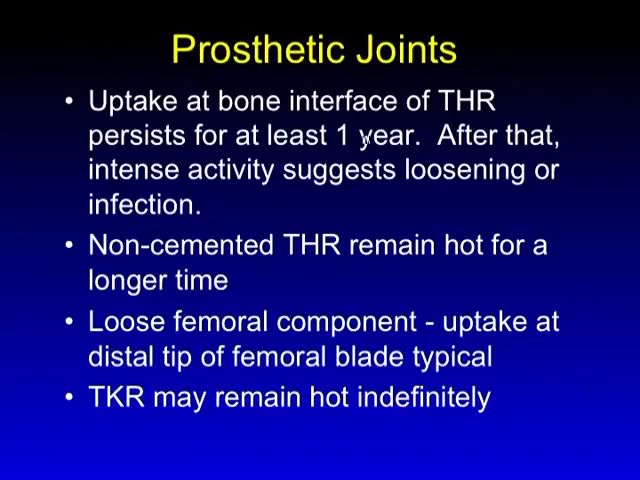 Prosthetic Joints
• Uptake at bone interface of THR
persists for at least 1 year.  After that,
intense activity suggests loosening or
infection.
• Non-cemented THR remain hot for a
longer time
• Loose femoral component - uptake at
distal tip of femoral blade typical
• TKR may remain hot indefinitely